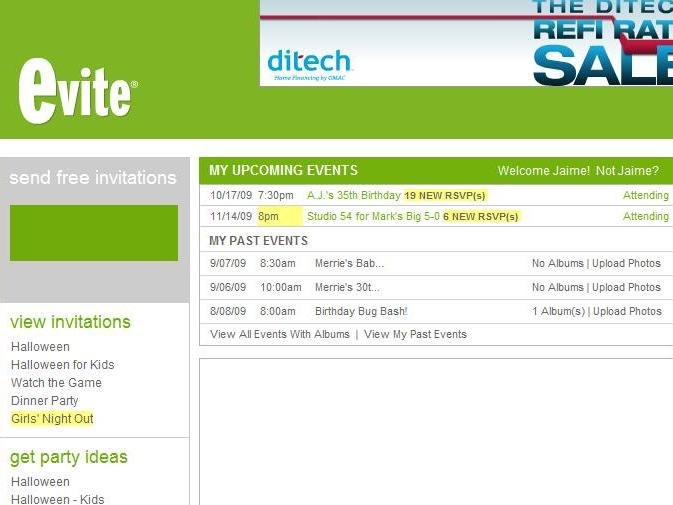 THE DITEC
REFI RAT
SALE
ditech
Home Financing by GMAC
evite®
send free invitations
MY UPCOMING EVENTS Welcome Jaime! Not Jaime?
10/17/09 7:30pm A.J.'s 35th Birthday 19 NEW RSVP(s) Attending
11/14/09 8pm Studio 54 for Mark's Big 5-0 6 NEW RSVP(s) Attending
MY PAST EVENTS
9/07/09 8:30am Merrie's Bab... No Albums | Upload Photos
9/06/09 10:00am Merrie's 30t... No Albums | Upload Photos
8/08/09 8:00am Birthday Bug Bash! 1 Album(s) | Upload Photos
View All Events With Albums | View My Past Events
view invitations
Halloween
Halloween for Kids
Watch the Game
Dinner Party
Girls' Night Out
get party ideas
Halloween
Halloween - Kids